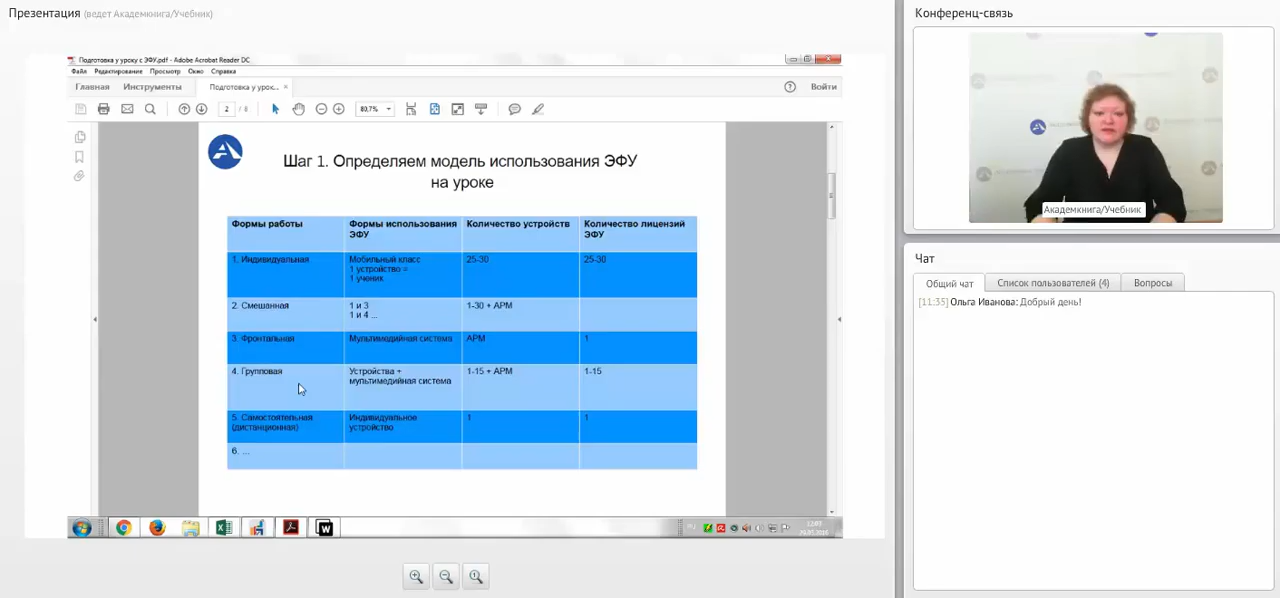 Презентация (ведет Академкнига/Учебник)
Подготовка у уроку с ЭФУ.pdf - Adobe Acrobat Reader DC
Файл Редактирование Просмотр Окно Справка
Главная Инструменты Подготовка у урок... × Войти
2 / 8 80,7%
Шаг 1. Определяем модель использования ЭФУ
на уроке
Формы работы
Формы использования
ЭФУ
Количество устройств
Количество лицензий
ЭФУ
1. Индивидуальная
Мобильный класс
1 устройство =
1 ученик
25-30
25-30
2. Смешанная
1 и 3
1 и 4 ...
1-30 + АРМ
3. Фронтальная
Мультимедийная система
АРМ
1
4. Групповая
Устройства +
мультимедийная система
1-15 + АРМ
1-15
5. Самостоятельная
(дистанционная)
Индивидуальное
устройство
1
1
6. ...
RU
Конференц-связь
Академкнига/Учебник
Чат
Общий чат Список пользователей (4) Вопросы
[11:35] Ольга Иванова: Добрый день!